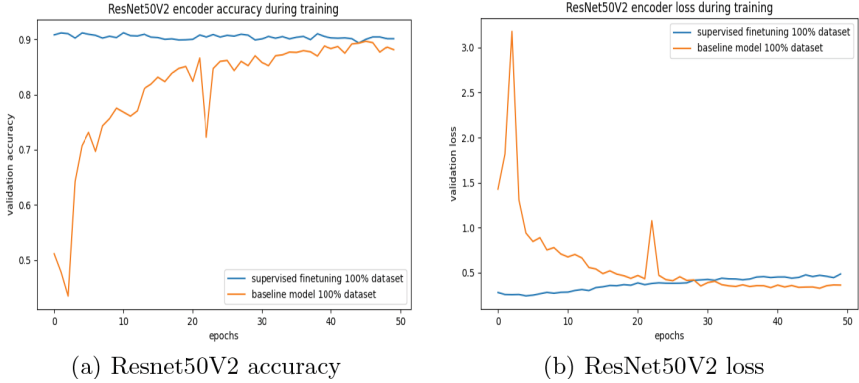 ResNet50V2 encoder accuracy during training
validation accuracy
0.9
0.8
0.7
0.6
0.5
supervised finetuning 100% dataset
baseline model 100% dataset
0 10 20 30 40 50
epochs
(a) Resnet50V2 accuracy
ResNet50V2 encoder loss during training
validation loss
3.0
2.5
2.0
1.5
1.0
0.5
supervised finetuning 100% dataset
baseline model 100% dataset
0 10 20 30 40 50
epochs
(b) ResNet50V2 loss